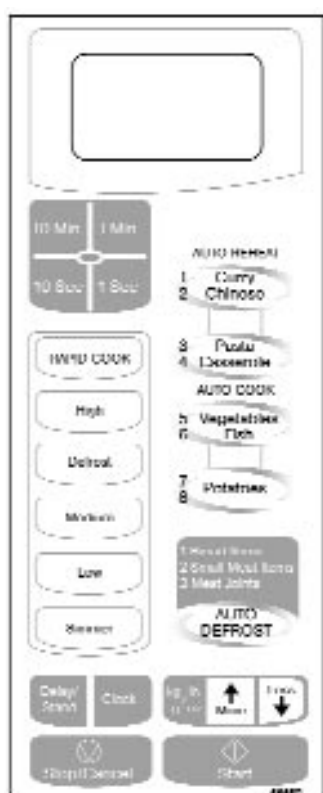 10 Min
1 Min
10 Sec
1 Sec
AUTO REHEAT
1 Curry
2 Chinese
3 Pasta
4 Casserole
AUTO COOK
5 Vegetables
6 Fish
7
8 Potatoes
RAPID COOK
High
Defrost
Medium
Low
Simmer
1 Bread Items
2 Small Meat Items
3 Meat Joints
AUTO
DEFROST
Delay/
Stand
Clock
kg lb
More
Less
Stop/Cancel
Start